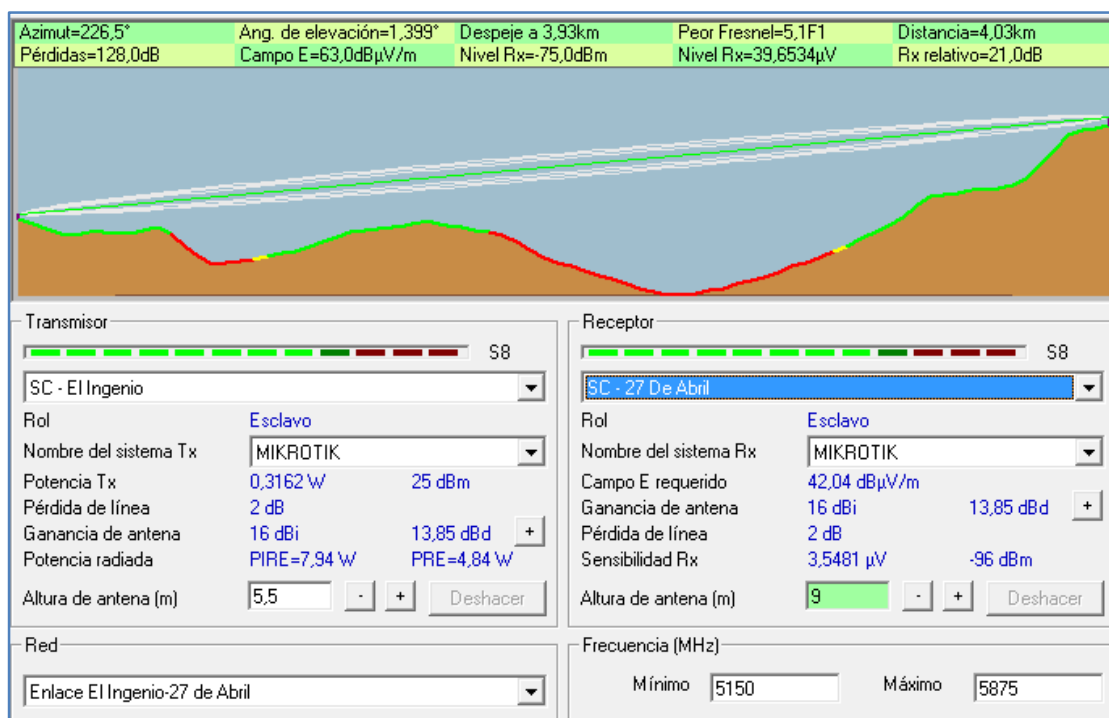 Azimut=226,5° Ang. de elevación=1,399° Despeje a 3,93km Peor Fresnel=5,1F1 Distancia=4,03km
Pérdidas=128,0dB Campo E=63,0dBµV/m Nivel Rx=-75,0dBm Nivel Rx=39,6534µV Rx relativo=21,0dB
Transmisor
S8
SC - El Ingenio
Rol Esclavo
Nombre del sistema Tx MIKROTIK
Potencia Tx 0,3162 W 25 dBm
Pérdida de línea 2 dB
Ganancia de antena 16 dBi 13,85 dBd +
Potencia radiada PIRE=7,94 W PRE=4,84 W
Altura de antena (m) 5,5 - + Deshacer
Red
Enlace El Ingenio-27 de Abril
Receptor
S8
SC - 27 De Abril
Rol Esclavo
Nombre del sistema Rx MIKROTIK
Campo E requerido 42,04 dBµV/m
Ganancia de antena 16 dBi 13,85 dBd +
Pérdida de línea 2 dB
Sensibilidad Rx 3,5481 µV -96 dBm
Altura de antena (m) 9 - + Deshacer
Frecuencia (MHz)
Mínimo 5150 Máximo 5875